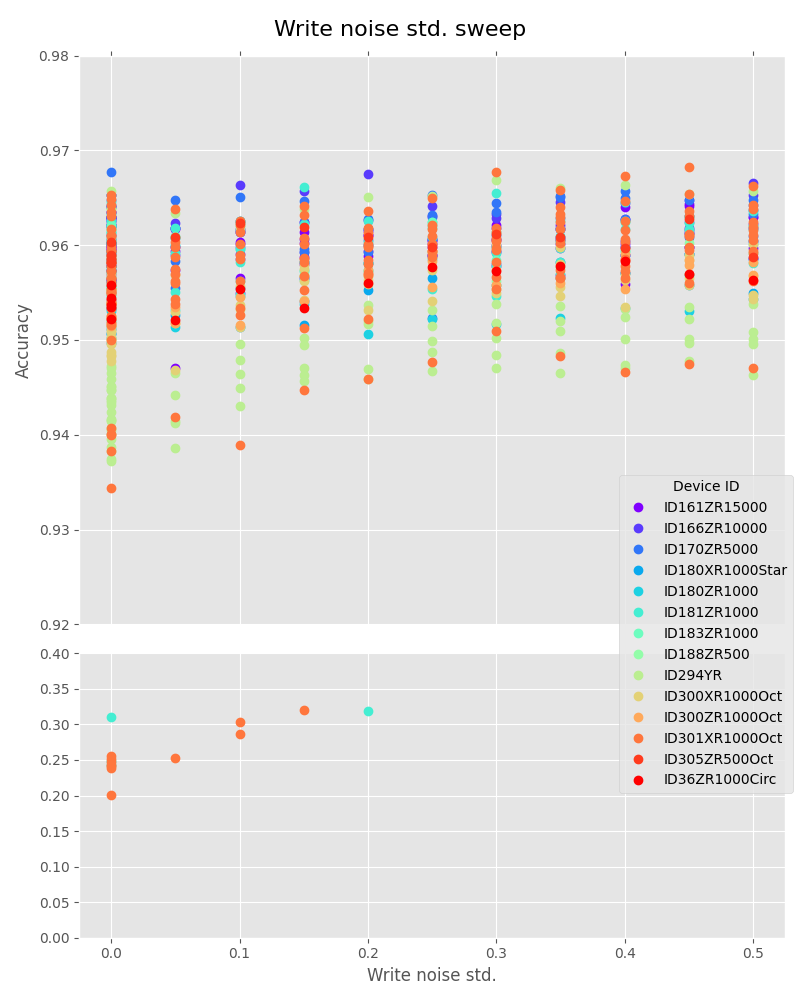 Write noise std. sweep
0.98
0.97
0.96
0.95
0.94
0.93
0.92
Accuracy
0.40
0.35
0.30
0.25
0.20
0.15
0.10
0.05
0.00
0.0 0.1 0.2 0.3 0.4 0.5
Write noise std.
Device ID
ID161ZR15000
ID166ZR10000
ID170ZR5000
ID180XR1000Star
ID180ZR1000
ID181ZR1000
ID183ZR1000
ID188ZR500
ID294YR
ID300XR1000Oct
ID300ZR1000Oct
ID301XR1000Oct
ID305ZR500Oct
ID36ZR1000Circ